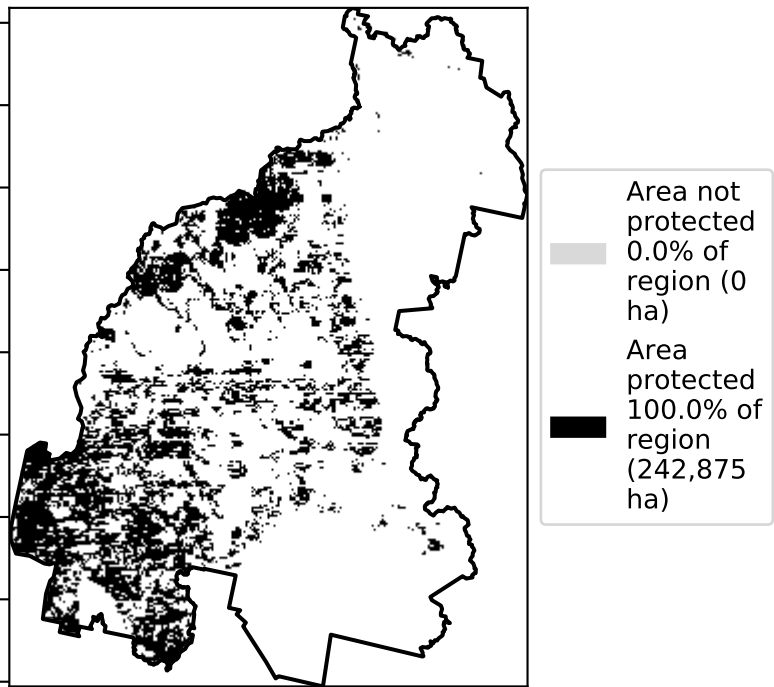 Area not
protected
0.0% of
region (0
ha)
Area
protected
100.0% of
region
(242,875
ha)